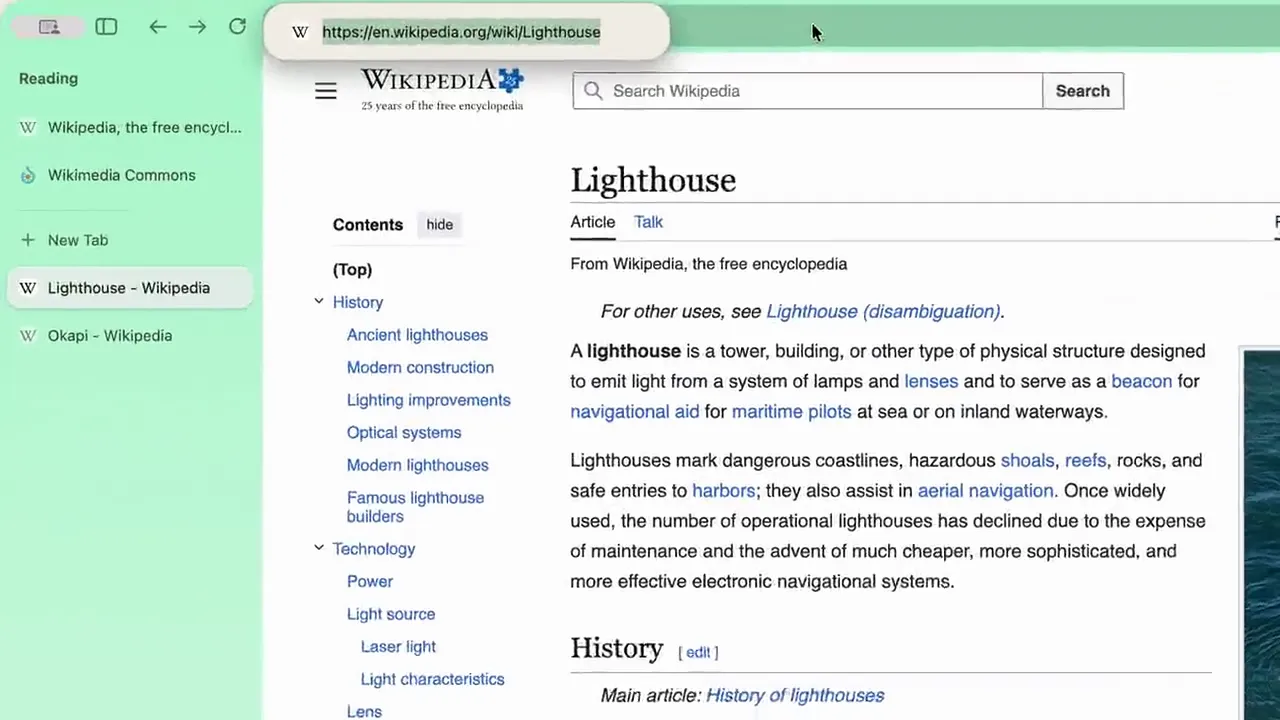 https://en.wikipedia.org/wiki/Lighthouse
Reading
Wikipedia, the free encycl...
Wikimedia Commons
New Tab
Lighthouse - Wikipedia
Okapi - Wikipedia
WIKIPEDIA 25
25 years of the free encyclopedia
Search Wikipedia
Search
Contents
hide
(Top)
History
Ancient lighthouses
Modern construction
Lighting improvements
Optical systems
Modern lighthouses
Famous lighthouse
builders
Technology
Power
Light source
Laser light
Light characteristics
Lens
Lighthouse
Article
Talk
From Wikipedia, the free encyclopedia
For other uses, see Lighthouse (disambiguation).
A lighthouse is a tower, building, or other type of physical structure designed
to emit light from a system of lamps and lenses and to serve as a beacon for
navigational aid for maritime pilots at sea or on inland waterways.
Lighthouses mark dangerous coastlines, hazardous shoals, reefs, rocks, and
safe entries to harbors; they also assist in aerial navigation. Once widely
used, the number of operational lighthouses has declined due to the expense
of maintenance and the advent of much cheaper, more sophisticated, and
more effective electronic navigational systems.
History [ edit ]
Main article: History of lighthouses